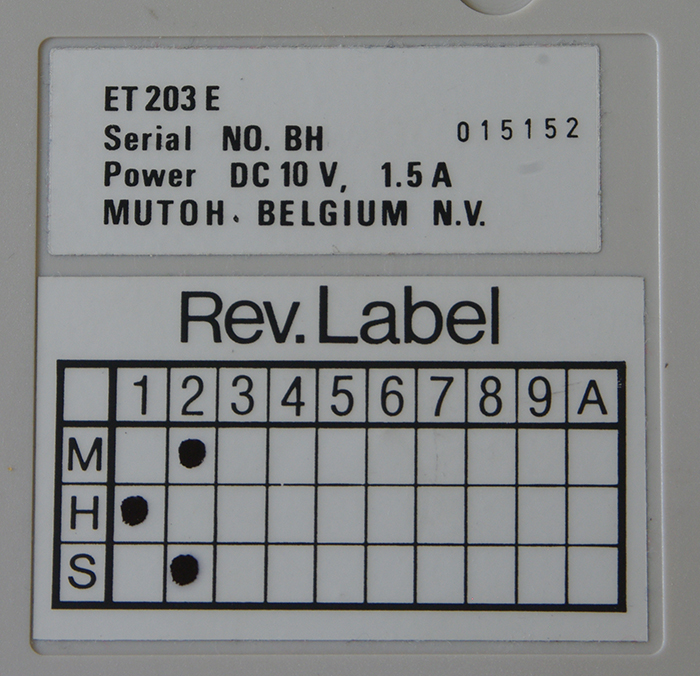 ET 203 E
Serial NO. BH 015152
Power DC 10 V, 1.5 A
MUTOH. BELGIUM N.V.
Rev. Label
1 2 3 4 5 6 7 8 9 A
M
H
S